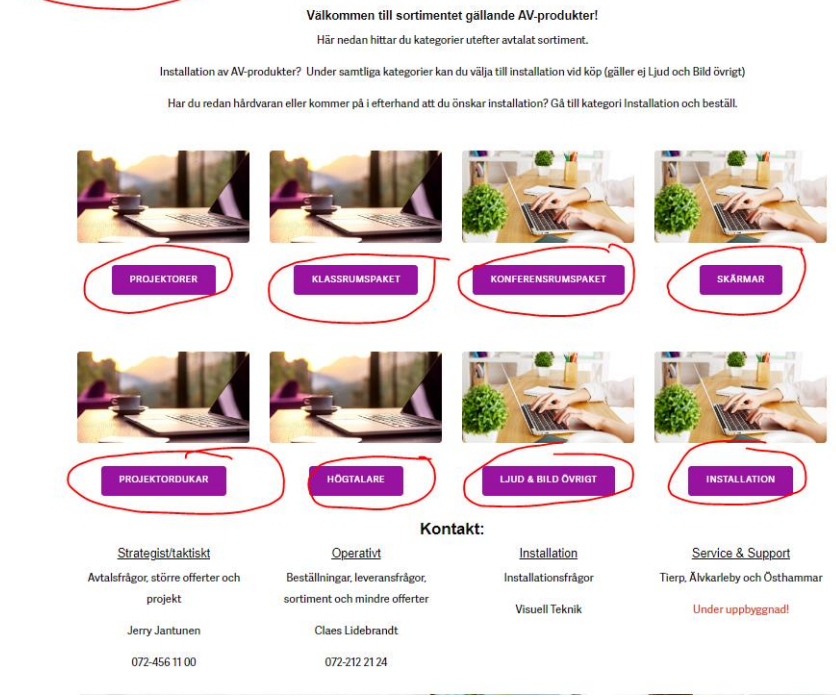 Välkommen till sortimentet gällande AV-produkter!
Här nedan hittar du kategorier utefter avtalat sortiment.
Installation av AV-produkter? Under samtliga kategorier kan du välja till installation vid köp (gäller ej Ljud och Bild övrigt)
Har du redan hårdvaran eller kommer på i efterhand att du önskar installation? Gå till kategori Installation och beställ.
PROJEKTORER
KLASSRUMSPAKET
KONFERENSRUMSPAKET
SKÄRMAR
PROJEKTORDUKAR
HÖGTALARE
LJUD & BILD ÖVRIGT
INSTALLATION
Kontakt:
Strategist/taktiskt
Avtalsfrågor, större offerter och
projekt
Jerry Jantunen
072-456 11 00
Operativt
Beställningar, leveransfrågor,
sortiment och mindre offerter
Claes Lidebrandt
072-212 21 24
Installation
Installationsfrågor
Visuell Teknik
Service & Support
Tierp, Älvkarleby och Östhammar
Under uppbyggnad!